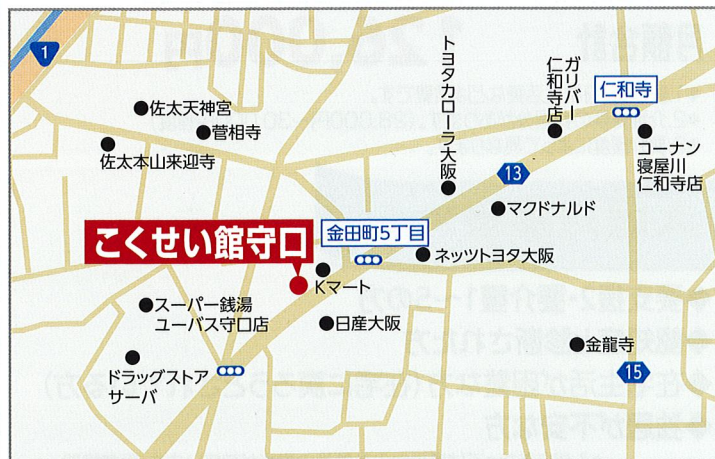 1
トヨタカローラ大阪
ガリバー
仁和寺店
仁和寺
佐太天神宮
菅相寺
佐太本山来迎寺
コーナン
寝屋川
仁和寺店
13
マクドナルド
こくせい館守口
金田町5丁目
ネッツトヨタ大阪
Kマート
スーパー銭湯
ユーバス守口店
日産大阪
金龍寺
ドラッグストア
サーバ
15